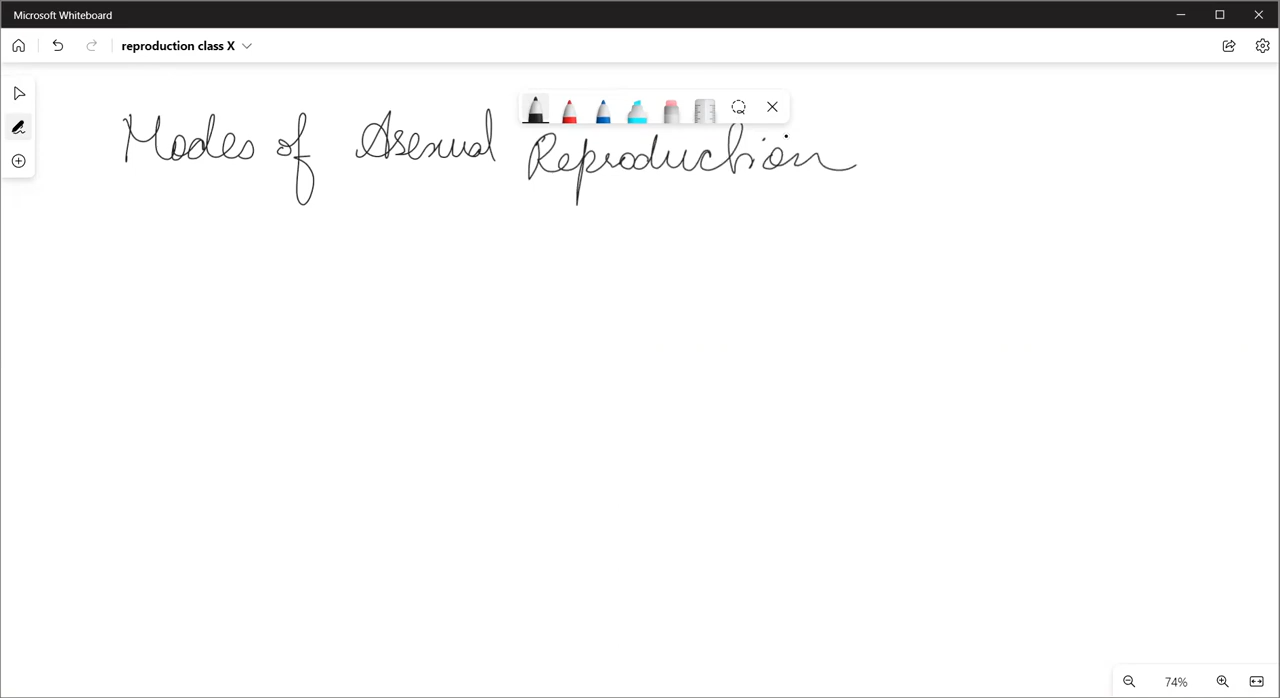 Microsoft Whiteboard
reproduction class X
Modes of Asexual Reproduction
74%